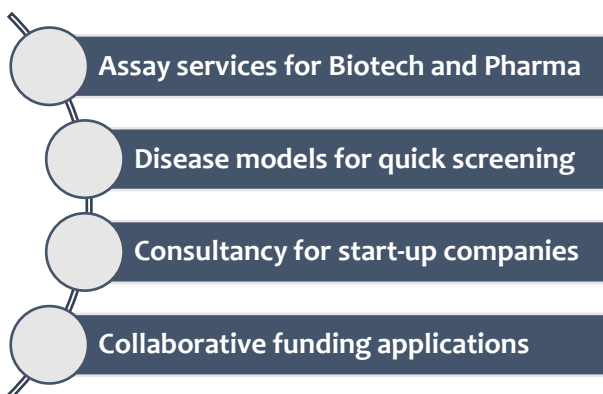 Assay services for Biotech and Pharma
Disease models for quick screening
Consultancy for start-up companies
Collaborative funding applications